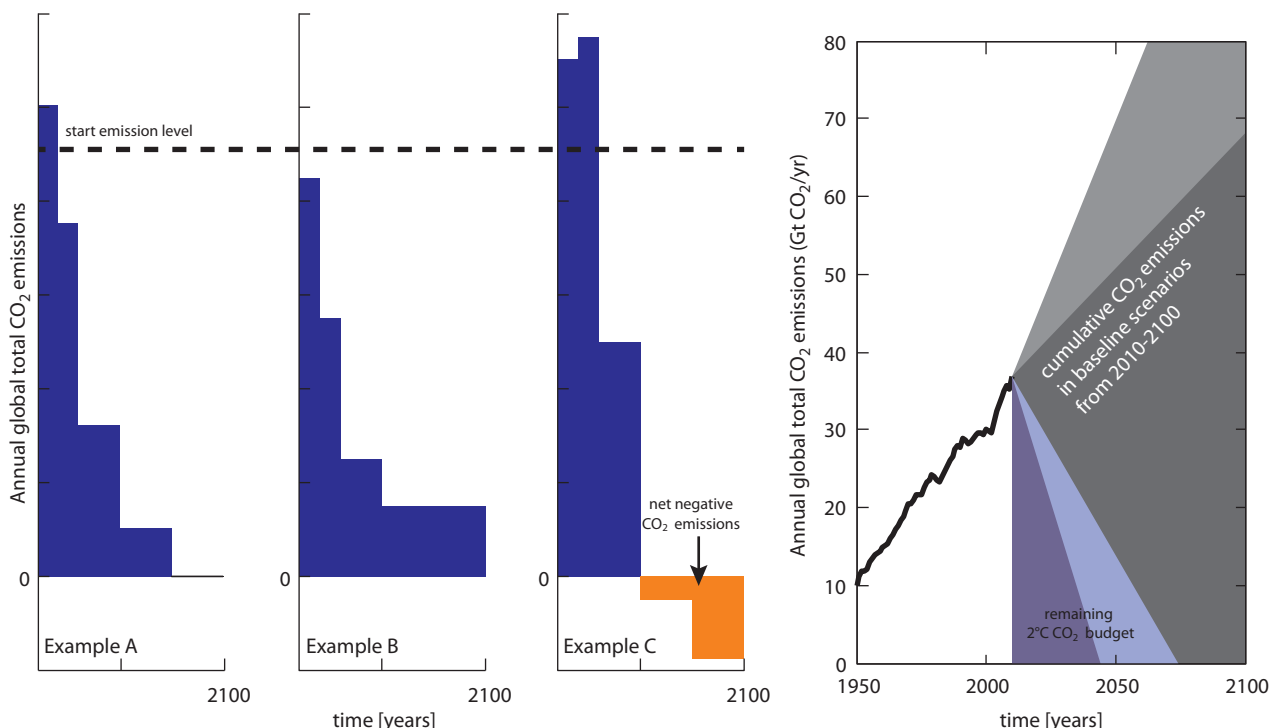 Annual global total CO₂ emissions
start emission level
0
Example A
2100
Example B
2100
time [years]
0
net negative
CO₂ emissions
Example C
2100
Annual global total CO₂ emissions (Gt CO₂/yr)
80
70
60
50
40
30
20
10
0
cumulative CO₂ emissions
in baseline scenarios
from 2010-2100
remaining
2°C CO₂ budget
1950
2000
2050
2100
time [years]